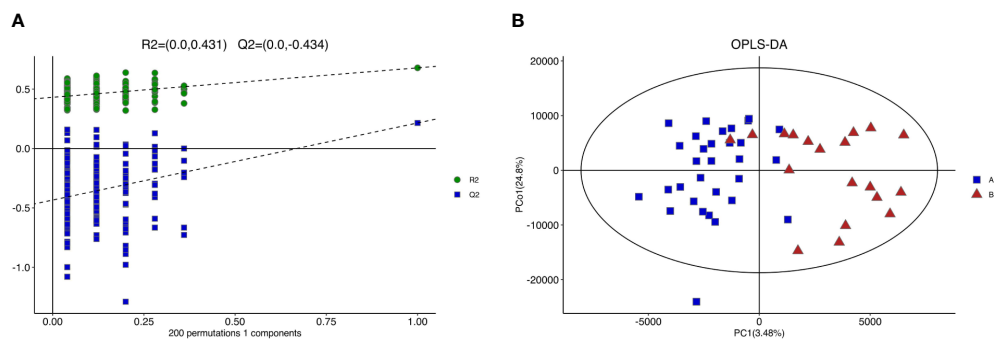 A
R2=(0.0,0.431) Q2=(0.0,-0.434)
0.5
0.0
-0.5
-1.0
0.00
0.25
0.50
0.75
1.00
200 permutations 1 components
R2
Q2
B
OPLS-DA
20000
10000
0
-10000
-20000
PCo1(24.8%)
-5000
0
5000
PC1(3.48%)
A
B